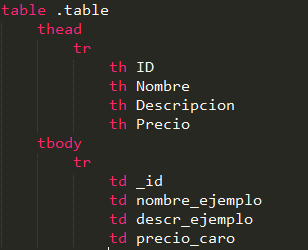 table .table
thead
tr
th ID
th Nombre
th Descripcion
th Precio
tbody
tr
td _id
td nombre_ejemplo
td descr_ejemplo
td precio_caro